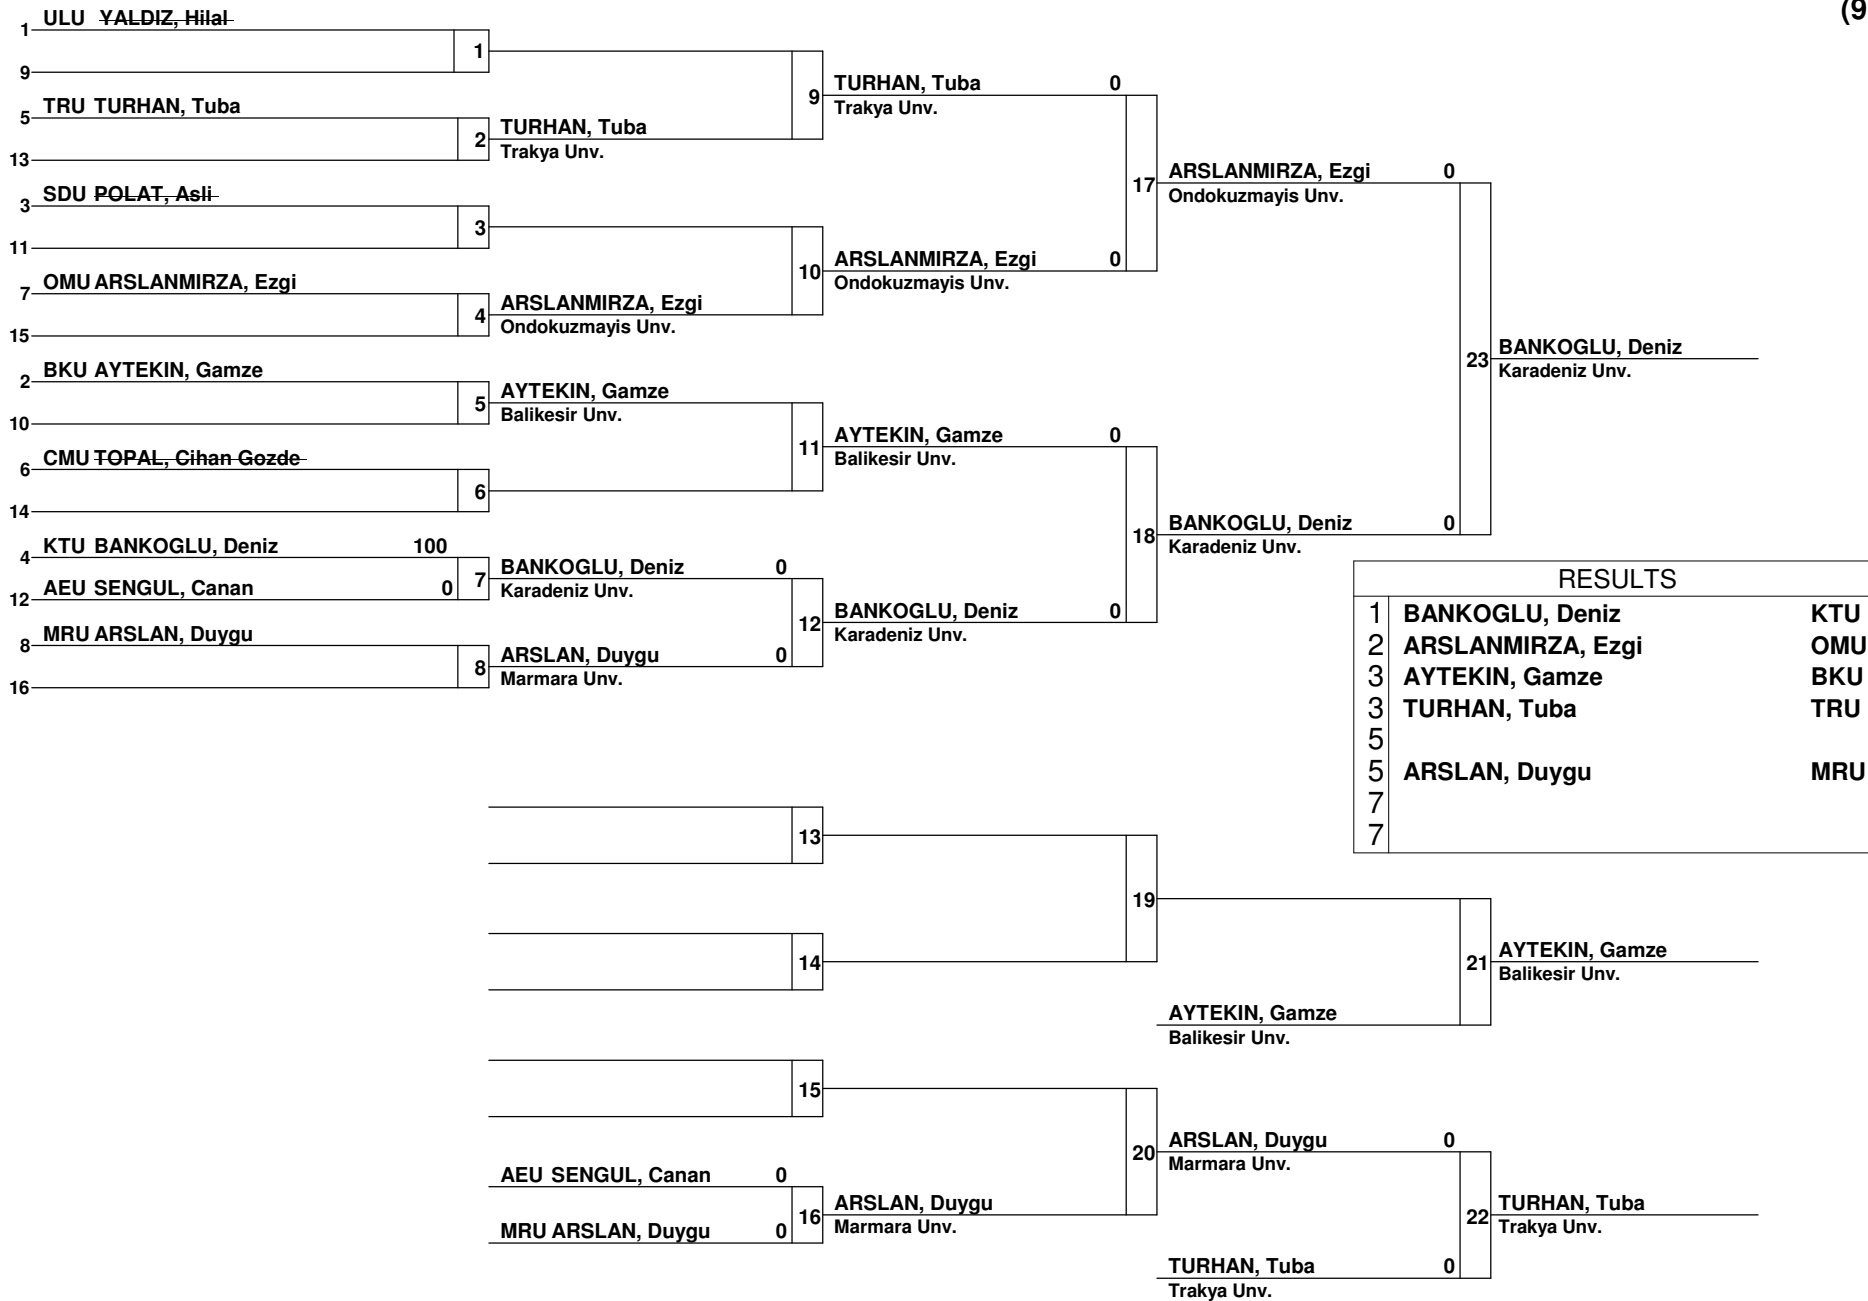 (9
1 ULU YALDIZ, Hilal
1
9
5 TRU TURHAN, Tuba
2
13
3 SDU POLAT, Asli
3
11
7 OMU ARSLANMIRZA, Ezgi
4
15
2 BKU AYTEKIN, Gamze
5
10
6 CMU TOPAL, Cihan Gozde
6
14
4 KTU BANKOGLU, Deniz 100
7
12 AEU SENGUL, Canan 0
8 MRU ARSLAN, Duygu
8
16
TURHAN, Tuba
Trakya Unv.
9
ARSLANMIRZA, Ezgi
Ondokuzmayis Unv.
10
AYTEKIN, Gamze
Balikesir Unv.
11
BANKOGLU, Deniz 0
Karadeniz Unv.
12
ARSLAN, Duygu 0
Marmara Unv.
TURHAN, Tuba 0
Trakya Unv.
17
ARSLANMIRZA, Ezgi 0
Ondokuzmayis Unv.
AYTEKIN, Gamze 0
Balikesir Unv.
18
BANKOGLU, Deniz 0
Karadeniz Unv.
ARSLANMIRZA, Ezgi 0
Ondokuzmayis Unv.
23
BANKOGLU, Deniz 0
Karadeniz Unv.
BANKOGLU, Deniz
Karadeniz Unv.
RESULTS
1 BANKOGLU, Deniz KTU
2 ARSLANMIRZA, Ezgi OMU
3 AYTEKIN, Gamze BKU
3 TURHAN, Tuba TRU
5
5 ARSLAN, Duygu MRU
7
7
13
14
19
AYTEKIN, Gamze
Balikesir Unv.
21
AYTEKIN, Gamze
Balikesir Unv.
15
AEU SENGUL, Canan 0
16
MRU ARSLAN, Duygu 0
ARSLAN, Duygu
Marmara Unv.
20
ARSLAN, Duygu 0
Marmara Unv.
22
TURHAN, Tuba 0
Trakya Unv.
TURHAN, Tuba
Trakya Unv.